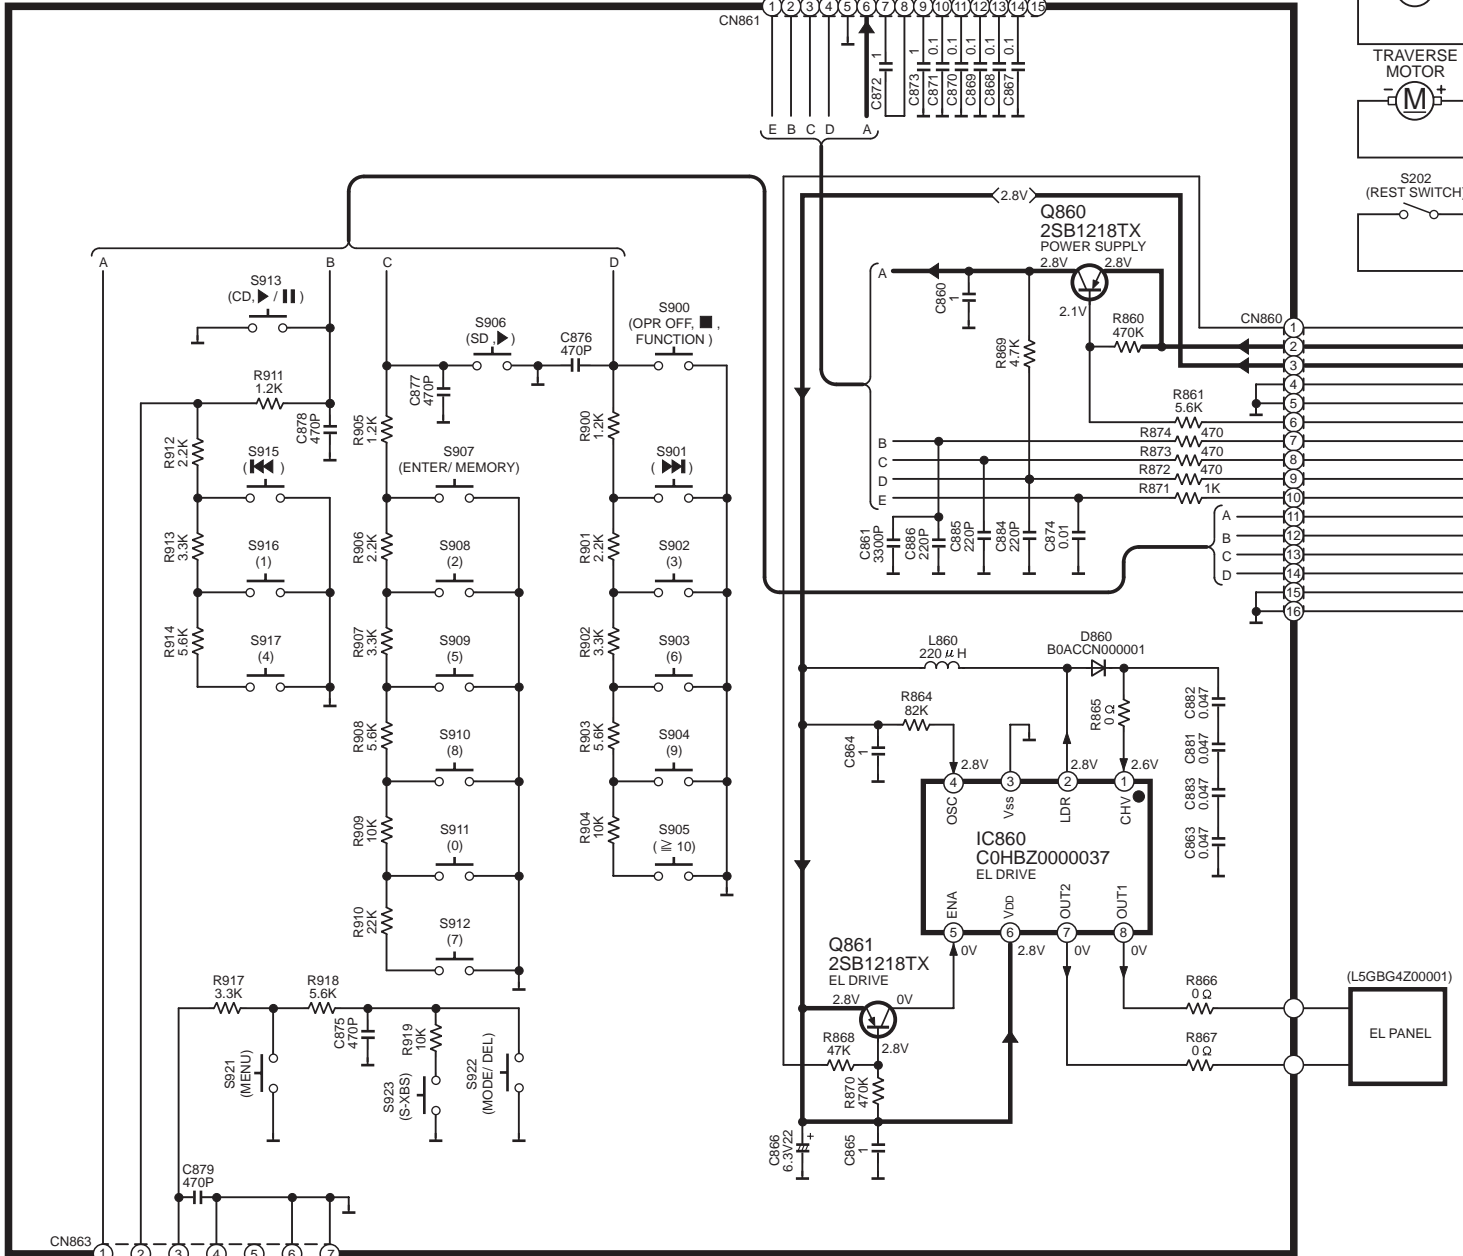 CN861
1 2 3 4 5 6 7 8 9 10 11 12 13 14 15
C872 1
C873 1
C871 0.1
C870 0.1
C869 0.1
C868 0.1
C867 0.1
E B C D A
TRAVERSE
MOTOR
- M +
S202
(REST SWITCH)
2.8V
Q860
2SB1218TX
POWER SUPPLY
2.8V 2.8V
2.1V
A
C860
1
R869
4.7K
R860
470K
CN860
1
2
3
4
5
6
7
8
9
10
11
12
13
14
15
16
R861
5.6K
R874 470
R873 470
R872 470
R871 1K
B
C
D
E
C861
3300P
C886
220P
C885
220P
C884
220P
C874
0.01
A
B
C
D
A B C D
S913
(CD, ▶ / ❚❚ )
S906
(SD ,▶)
C876
470P
S900
(OPR OFF, ■ ,
FUNCTION )
R911
1.2K
C878
470P
R905
1.2K
C877
470P
R900
1.2K
R912
2.2K
S915
(⏮)
S907
(ENTER/ MEMORY)
S901
( ⏭)
R913
3.3K
S916
(1)
R906
2.2K
S908
(2)
R901
2.2K
S902
(3)
R914
5.6K
S917
(4)
R907
3.3K
S909
(5)
R902
3.3K
S903
(6)
R908
5.6K
S910
(8)
R903
5.6K
S904
(9)
R909
10K
S911
(0)
R904
10K
S905
( ≧ 10)
R910
22K
S912
(7)
L860
220 μ H
D860
B0ACCN000001
R864
82K
R865
0 Ω
C864
1
C882
0.047
C881
0.047
C883
0.047
C863
0.047
2.8V 2.8V 2.6V
4 3 2 1
OSC Vss LDR CHV
IC860
C0HBZ0000037
EL DRIVE
ENA VDD OUT2 OUT1
5 6 7 8
0V 2.8V 0V 0V
Q861
2SB1218TX
EL DRIVE
2.8V 0V
2.8V
R868
47K
R870
470K
C866
6.3V22
+
C865
1
R866
0 Ω
R867
0 Ω
(L5GBG4Z00001)
EL PANEL
R917
3.3K
R918
5.6K
C875
470P
R919
10K
S921
(MENU)
S923
(S-XBS)
S922
(MODE/ DEL)
C879
470P
CN863
1 2 3 4 5 6 7